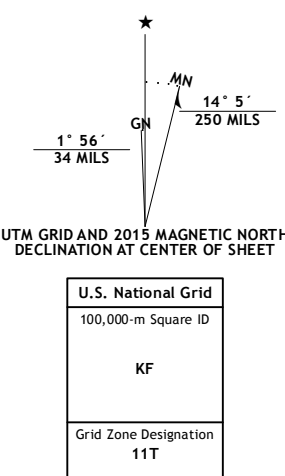 ★
MN
GN
14° 5´
250 MILS
1° 56´
34 MILS
UTM GRID AND 2015 MAGNETIC NORTH
DECLINATION AT CENTER OF SHEET
U.S. National Grid
100,000-m Square ID
KF
Grid Zone Designation
11T